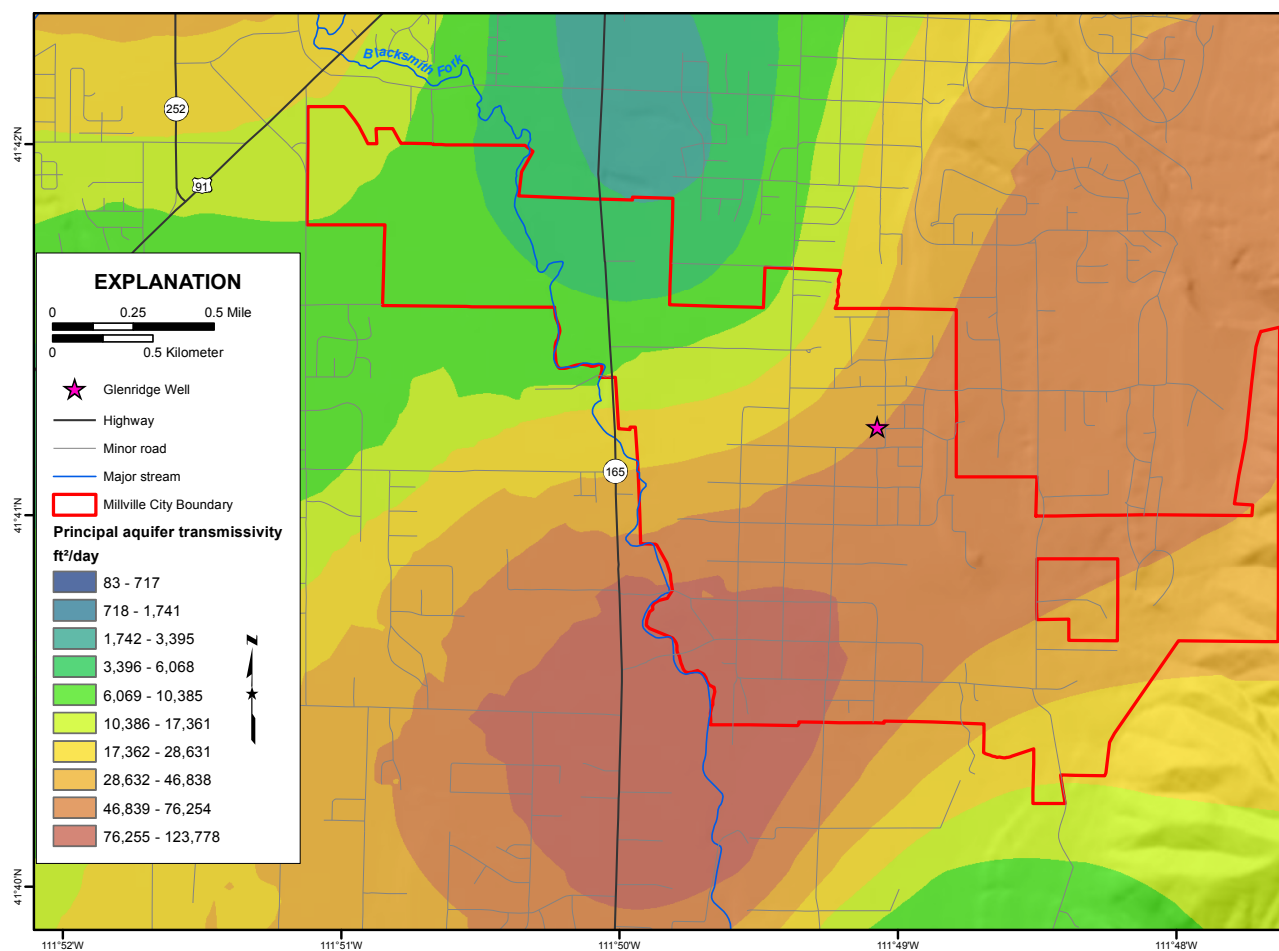 Blacksmith Fork
252
91
41°42'N
EXPLANATION
0 0.25 0.5 Mile
0 0.5 Kilometer
Glenridge Well
Highway
Minor road
Major stream
Millville City Boundary
Principal aquifer transmissivity
ft²/day
83 - 717
718 - 1,741
1,742 - 3,395
3,396 - 6,068
6,069 - 10,385
10,386 - 17,361
17,362 - 28,631
28,632 - 46,838
46,839 - 76,254
76,255 - 123,778
N
165
41°41'N
41°40'N
111°52'W 111°51'W 111°50'W 111°49'W 111°48'W